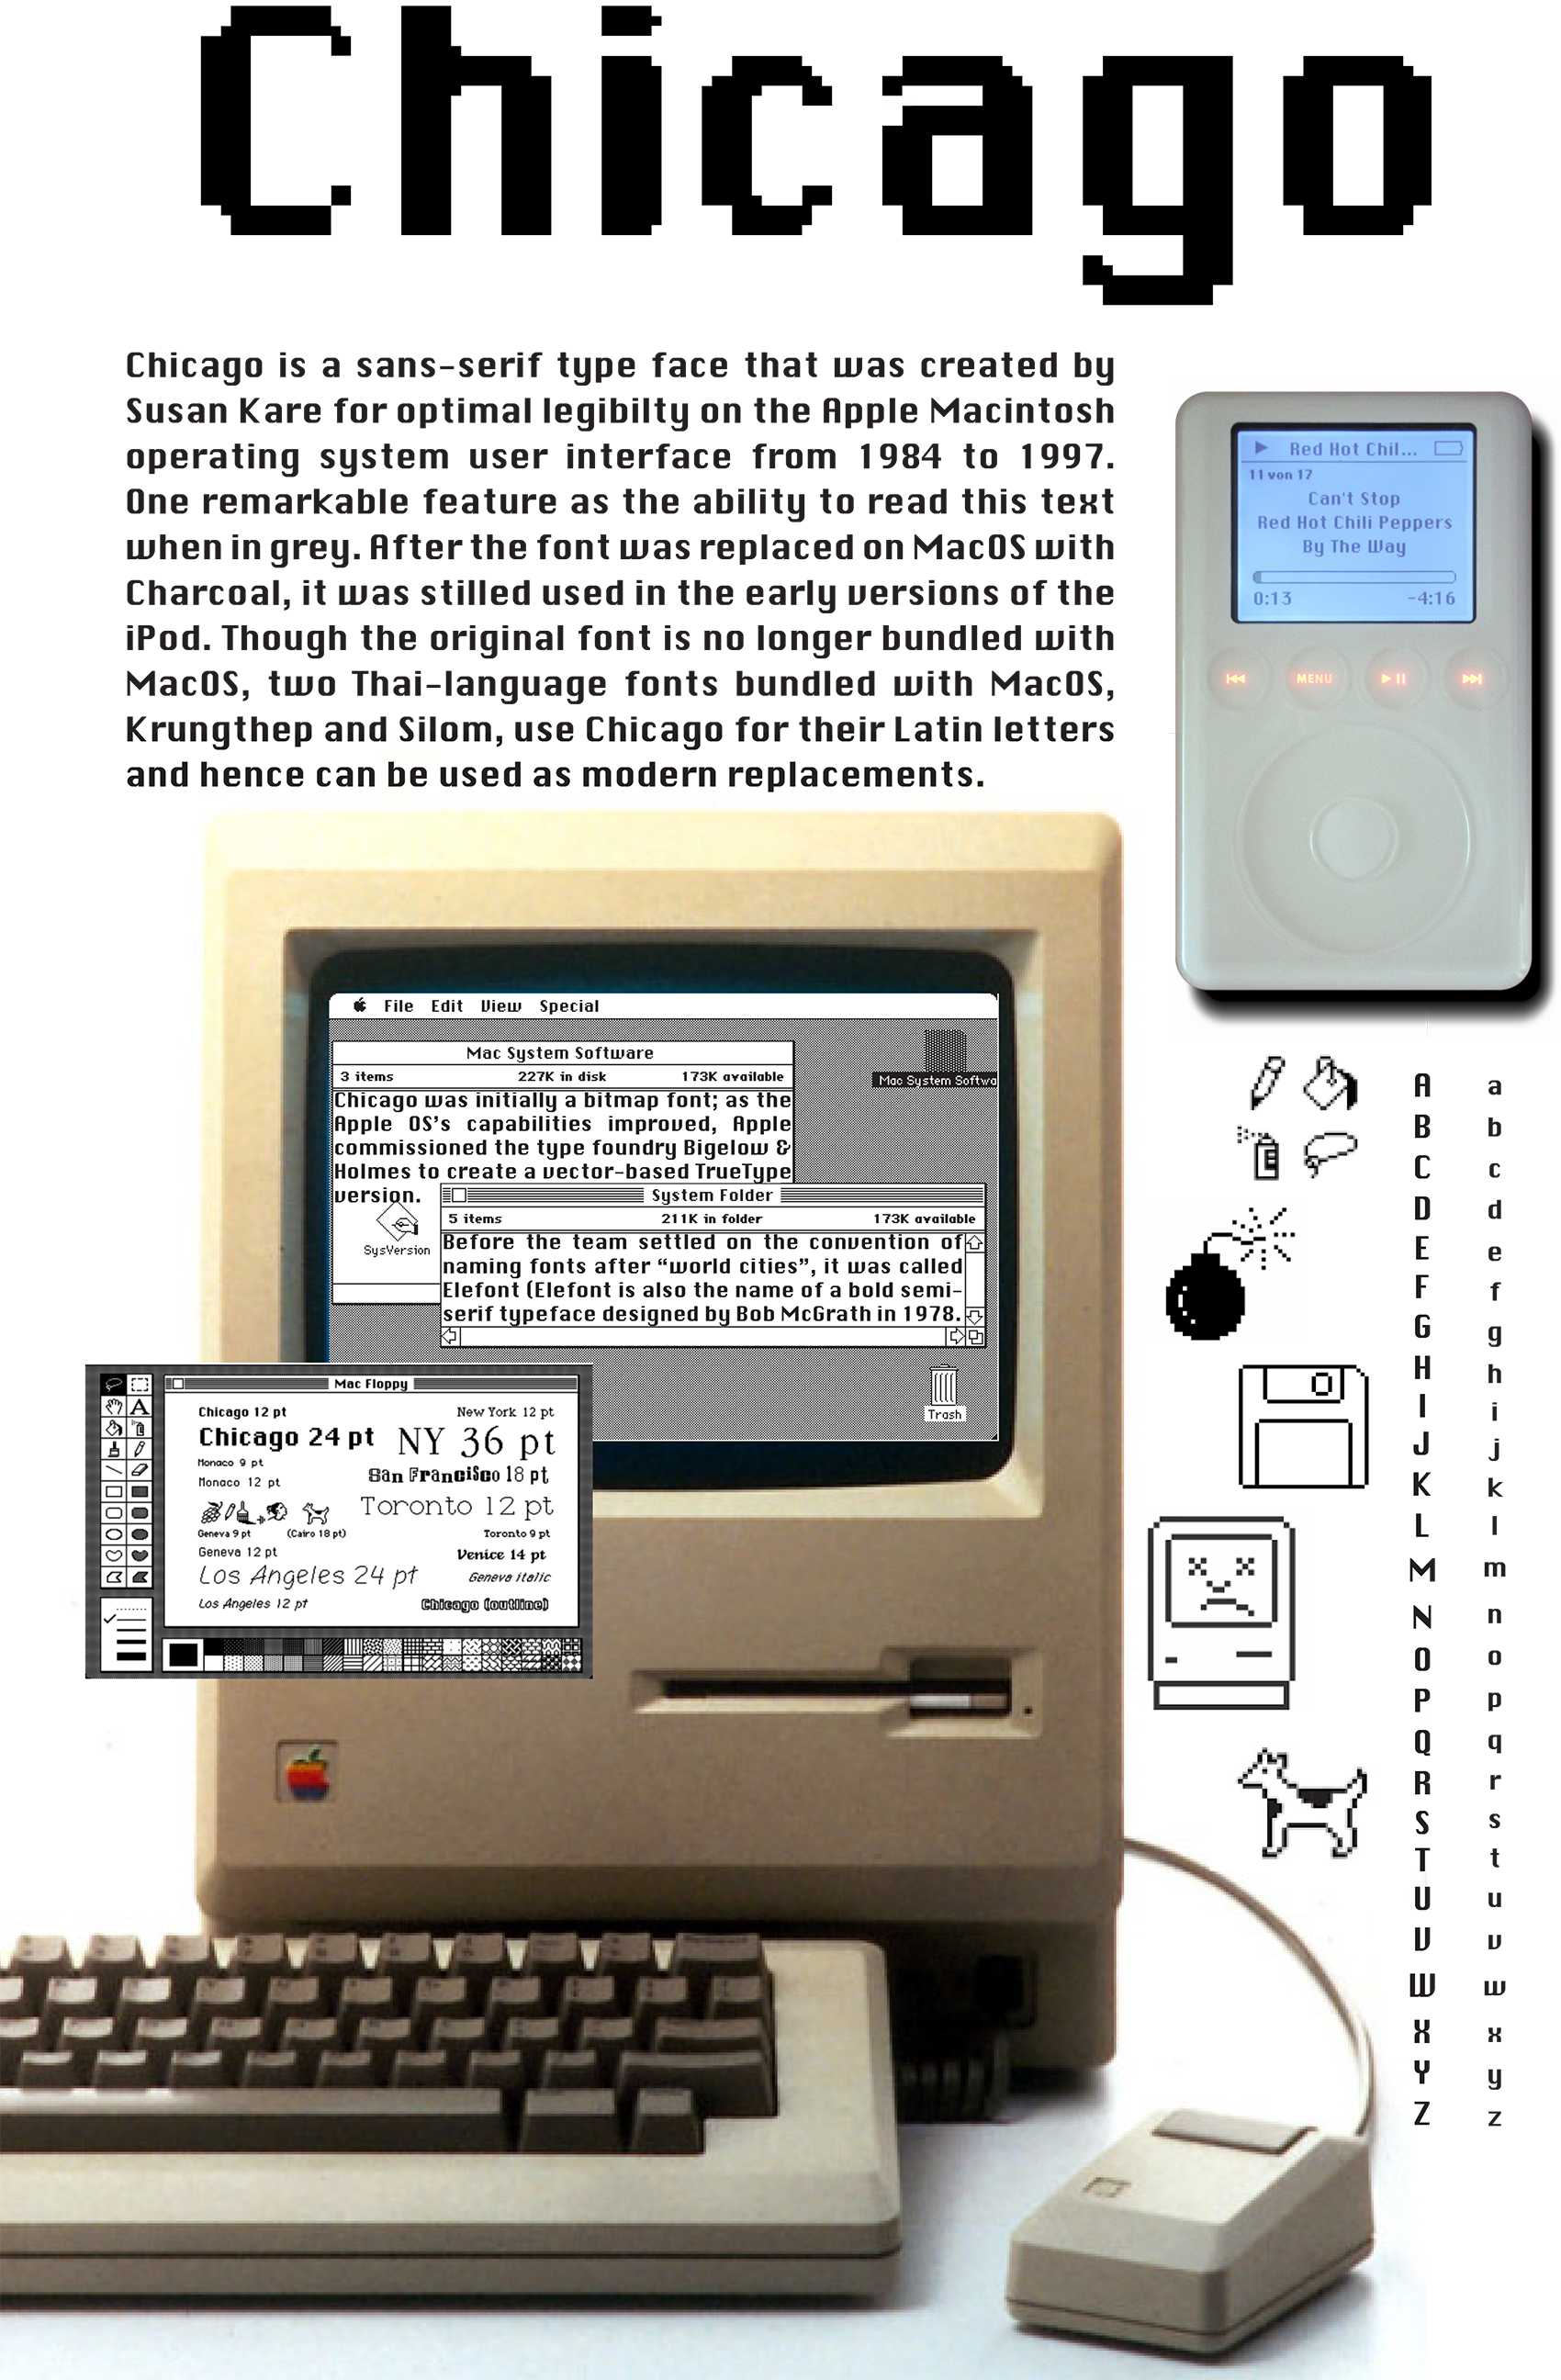 Chicago
Chicago is a sans-serif type face that was created by
Susan Kare for optimal legibilty on the Apple Macintosh
operating system user interface from 1984 to 1997.
One remarkable feature as the ability to read this text
when in grey. After the font was replaced on MacOS with
Charcoal, it was stilled used in the early versions of the
iPod. Though the original font is no longer bundled with
MacOS, two Thai-language fonts bundled with MacOS,
Krungthep and Silom, use Chicago for their Latin letters
and hence can be used as modern replacements.
Red Hot Chil...
11 von 17
Can't Stop
Red Hot Chili Peppers
By The Way
0:13 -4:16
MENU
File Edit View Special
Mac System Software
3 items 227K in disk 173K available
Mac System Softwa
Chicago was initially a bitmap font; as the
Apple OS's capabilities improved, Apple
commissioned the type foundry Bigelow &
Holmes to create a vector-based TrueType
version.
SysVersion
System Folder
5 items 211K in folder 173K available
Before the team settled on the convention of
naming fonts after “world cities”, it was called
Elefont (Elefont is also the name of a bold semi-
serif typeface designed by Bob McGrath in 1978.
Trash
Mac Floppy
A
Chicago 12 pt New York 12 pt
Chicago 24 pt NY 36 pt
Monaco 9 pt
Monaco 12 pt San Francisco 18 pt
Toronto 12 pt
Geneva 9 pt (Cairo 18 pt) Toronto 9 pt
Geneva 12 pt Venice 14 pt
Los Angeles 24 pt Geneva italic
Los Angeles 12 pt Chicago (outline)
A a
B b
C c
D d
E e
F f
G g
H h
I i
J j
K k
L l
M m
N n
O o
P p
Q q
R r
S s
T t
U u
V v
W w
X x
Y y
Z z